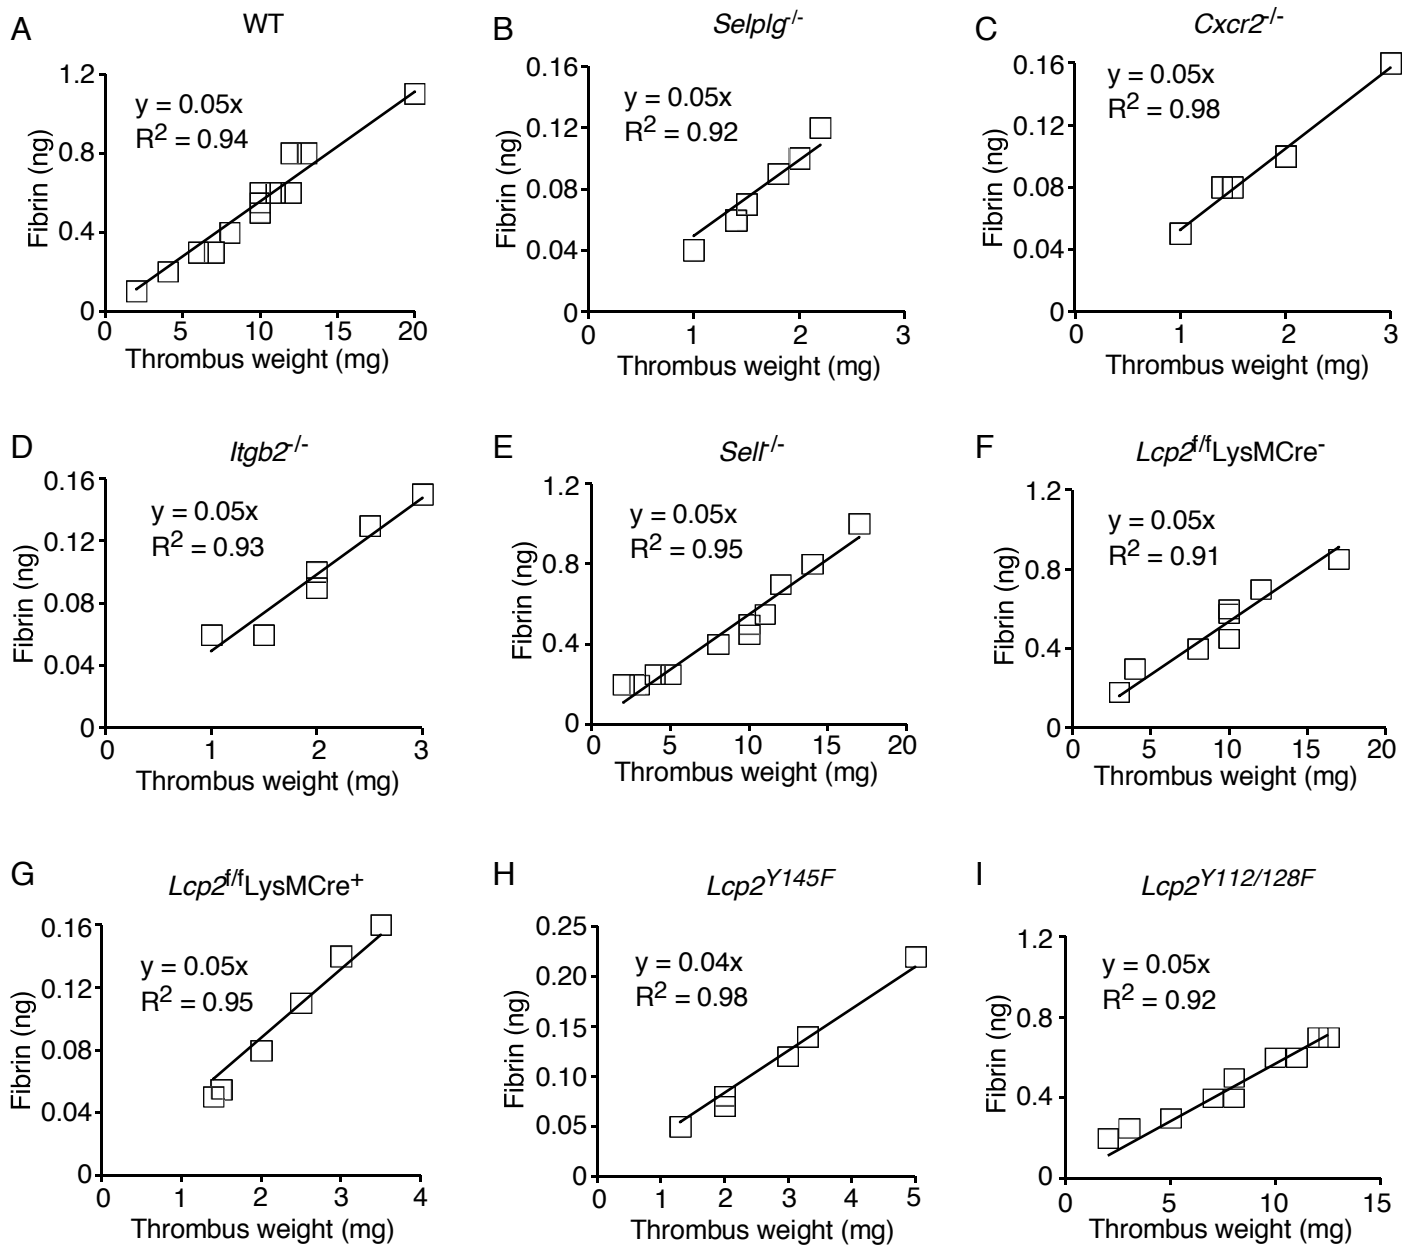 A
WT
1.2
0.8
0.4
0
Fibrin (ng)
y = 0.05x
R² = 0.94
0 5 10 15 20
Thrombus weight (mg)
B
Selplg-/-
0.16
0.12
0.08
0.04
0
Fibrin (ng)
y = 0.05x
R² = 0.92
0 1 2 3
Thrombus weight (mg)
C
Cxcr2-/-
0.16
0.12
0.08
0.04
0
Fibrin (ng)
y = 0.05x
R² = 0.98
0 1 2 3
Thrombus weight (mg)
D
Itgb2-/-
0.16
0.12
0.08
0.04
0
Fibrin (ng)
y = 0.05x
R² = 0.93
0 1 2 3
Thrombus weight (mg)
E
Sell-/-
1.2
0.8
0.4
0
Fibrin (ng)
y = 0.05x
R² = 0.95
0 5 10 15 20
Thrombus weight (mg)
F
Lcp2f/fLysMCre-
1.2
0.8
0.4
0
Fibrin (ng)
y = 0.05x
R² = 0.91
0 5 10 15 20
Thrombus weight (mg)
G
Lcp2f/fLysMCre+
0.16
0.12
0.08
0.04
0
Fibrin (ng)
y = 0.05x
R² = 0.95
0 1 2 3 4
Thrombus weight (mg)
H
Lcp2Y145F
0.25
0.20
0.15
0.10
0.05
0
Fibrin (ng)
y = 0.04x
R² = 0.98
0 1 2 3 4 5
Thrombus weight (mg)
I
Lcp2Y112/128F
1.2
0.8
0.4
0
Fibrin (ng)
y = 0.05x
R² = 0.92
0 5 10 15
Thrombus weight (mg)